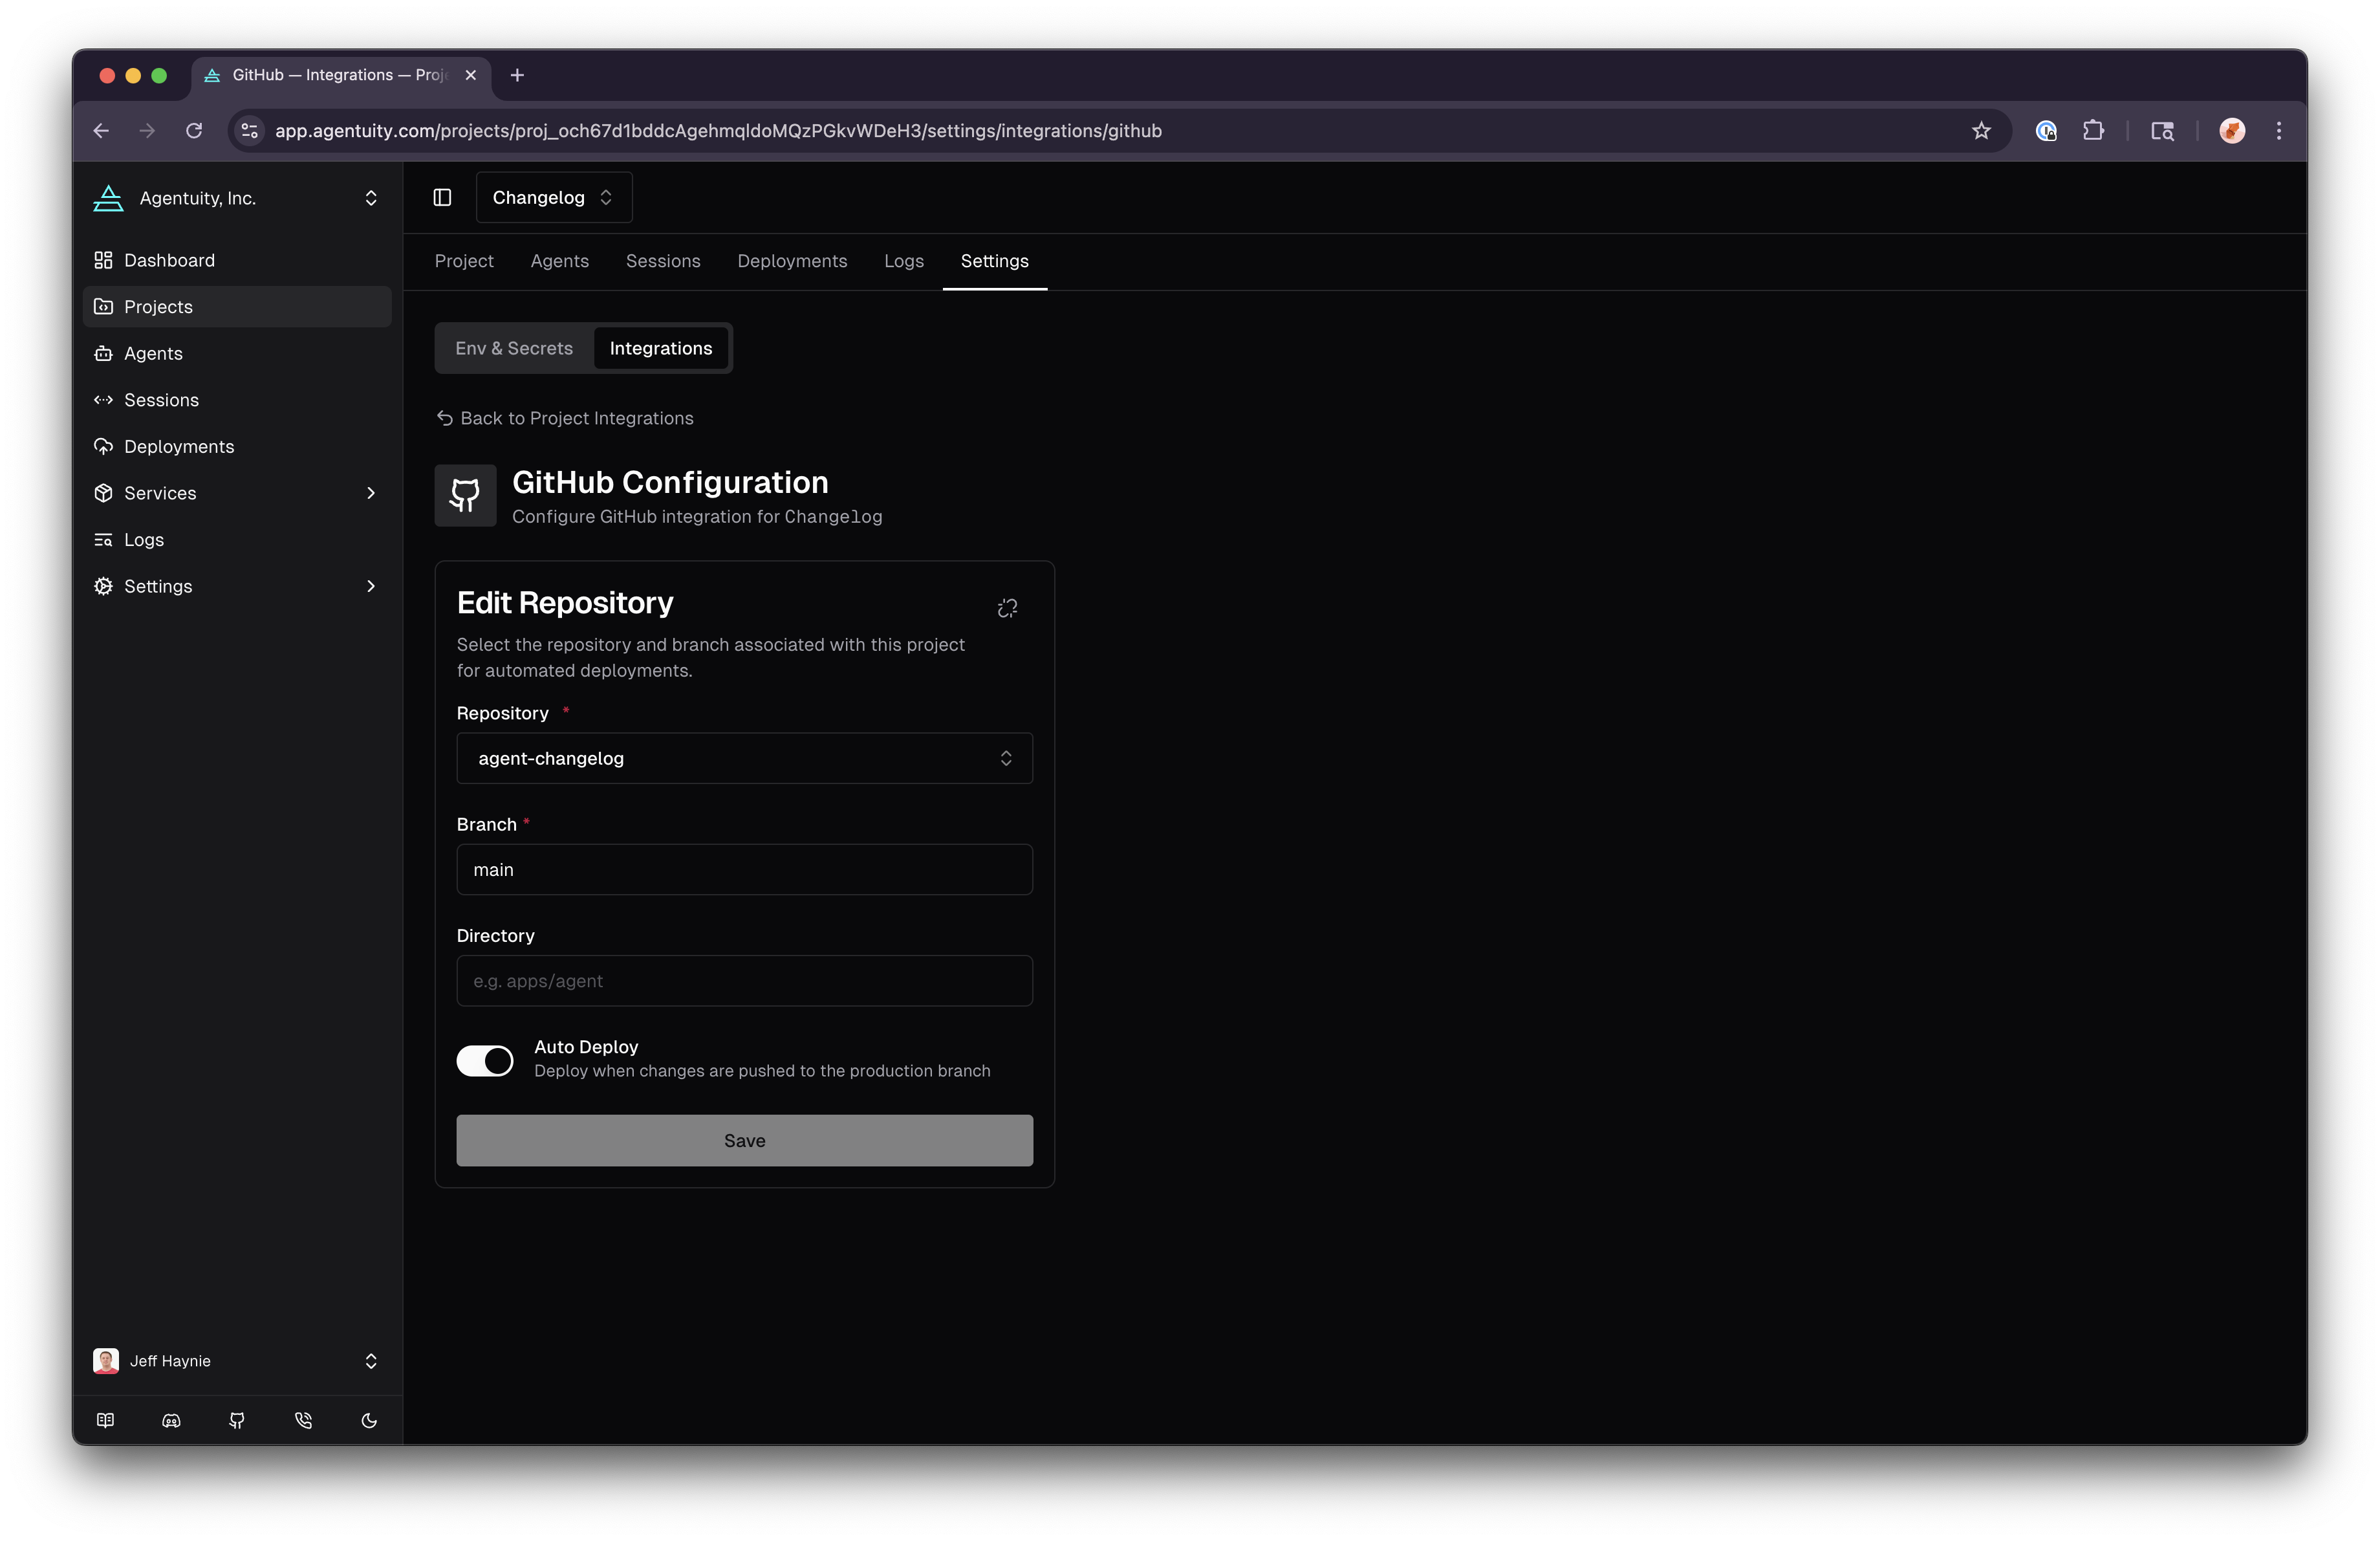 GitHub — Integrations — Proj
app.agentuity.com/projects/proj_och67d1bddcAgehmqldoMQzPGkvWDeH3/settings/integrations/github
Agentuity, Inc.
Changelog
Dashboard
Projects
Agents
Sessions
Deployments
Services
Logs
Settings
Project
Agents
Sessions
Deployments
Logs
Settings
Env & Secrets
Integrations
Back to Project Integrations
GitHub Configuration
Configure GitHub integration for Changelog
Edit Repository
Select the repository and branch associated with this project
for automated deployments.
Repository *
agent-changelog
Branch *
main
Directory
e.g. apps/agent
Auto Deploy
Deploy when changes are pushed to the production branch
Save
Jeff Haynie